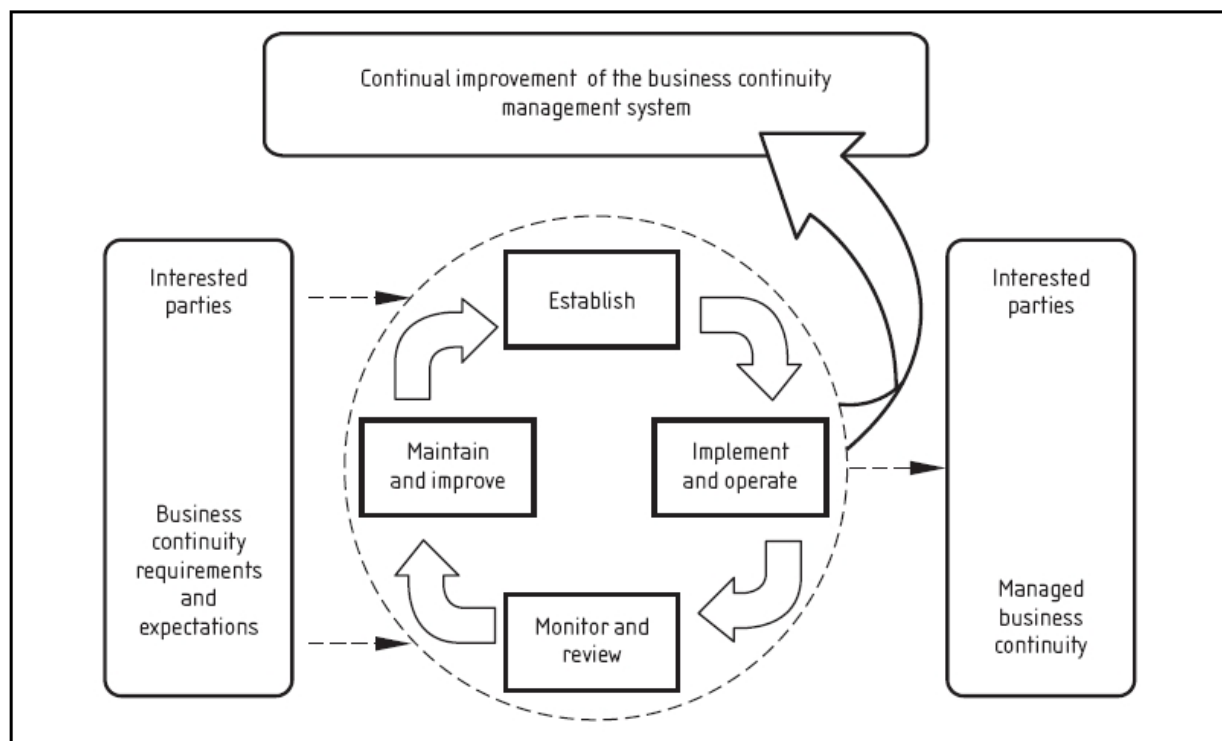 Continual improvement of the business continuity
management system
Interested
parties
Business
continuity
requirements
and
expectations
Establish
Maintain
and improve
Implement
and operate
Monitor and
review
Interested
parties
Managed
business
continuity